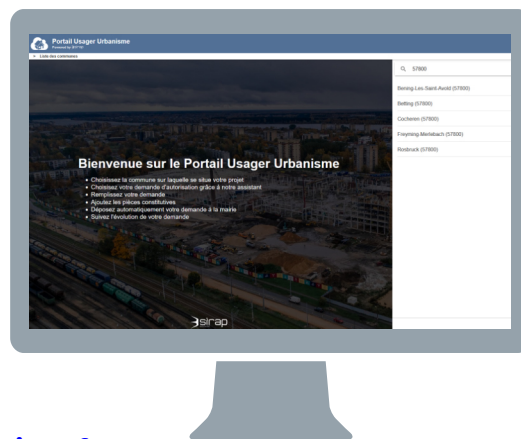 Portail Usager Urbanisme
Liste des communes
57800
Bening-Les-Saint-Avold (57800)
Betting (57800)
Cocheren (57800)
Freyming-Merlebach (57800)
Rosbruck (57800)
Bienvenue sur le Portail Usager Urbanisme
Choisissez la commune sur laquelle se situe votre projet
Choisisez votre demande d'autorisation grâce à notre assistant
Remplissez votre demande
Ajoutez les pièces constitutives
Déposez automatiquement votre demande à la mairie
Suivez l'évolution de votre demande
sirap